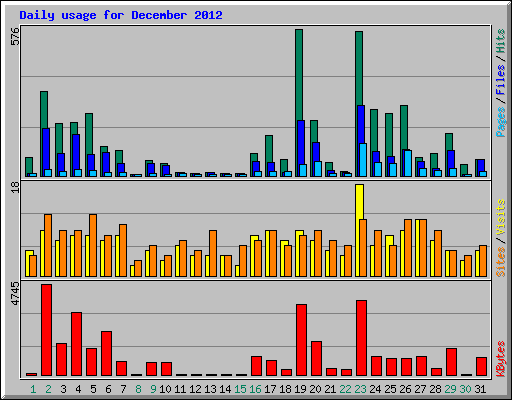 Daily usage for December 2012
576
Pages / Files / Hits
18
Sites / Visits
4745
KBytes
1 2 3 4 5 6 7 8 9 10 11 12 13 14 15 16 17 18 19 20 21 22 23 24 25 26 27 28 29 30 31